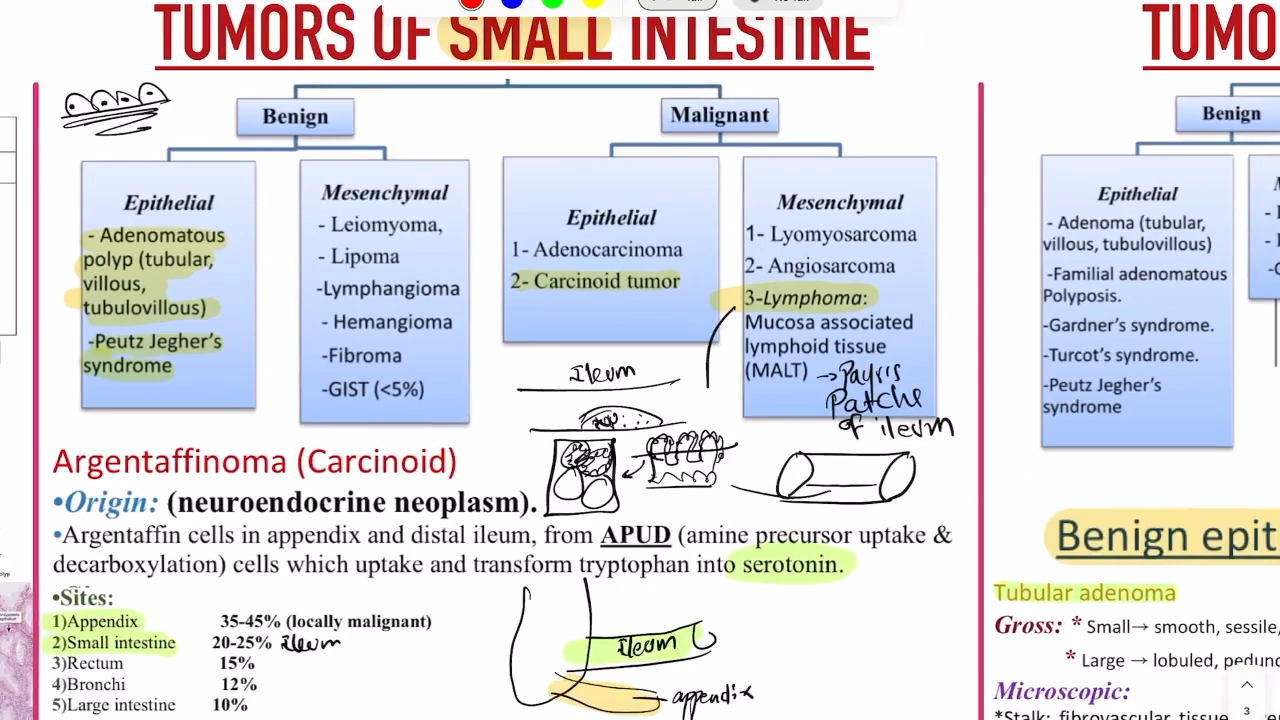 TUMORS OF SMALL INTESTINE
Benign
Malignant
Epithelial
- Adenomatous
polyp (tubular,
villous,
tubulovillous)
-Peutz Jegher's
syndrome
Mesenchymal
- Leiomyoma,
- Lipoma
-Lymphangioma
- Hemangioma
-Fibroma
-GIST (<5%)
Epithelial
1- Adenocarcinoma
2- Carcinoid tumor
Mesenchymal
1- Lyomyosarcoma
2- Angiosarcoma
3-Lymphoma:
Mucosa associated
lymphoid tissue
(MALT)
Patche
of ileum
Ileum
Argentaffinoma (Carcinoid)
•Origin: (neuroendocrine neoplasm).
•Argentaffin cells in appendix and distal ileum, from APUD (amine precursor uptake &
decarboxylation) cells which uptake and transform tryptophan into serotonin.
•Sites:
1)Appendix 35-45% (locally malignant)
2)Small intestine 20-25% ileum
3)Rectum 15%
4)Bronchi 12%
5)Large intestine 10%
Ileum
appendix
TUMO
Benign
Epithelial
- Adenoma (tubular,
villous, tubulovillous)
-Familial adenomatous
Polyposis.
-Gardner's syndrome.
-Turcot's syndrome.
-Peutz Jegher's
syndrome
Benign epit
Tubular adenoma
Gross: * Small→ smooth, sessile,
* Large → lobuled, pedunc
Microscopic:
*Stalk: fibrovascular tissue
3